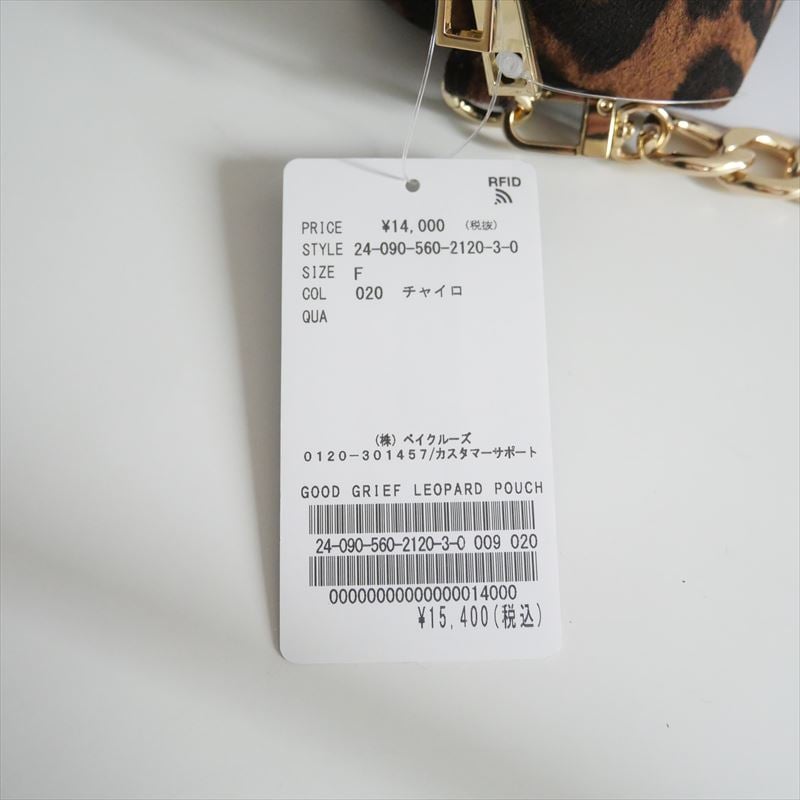 RFID
PRICE ¥14,000 (税抜)
STYLE 24-090-560-2120-3-0
SIZE F
COL 020 チャイロ
QUA
(株) ベイクルーズ
0120-301457/カスタマーサポート
GOOD GRIEF LEOPARD POUCH
24-090-560-2120-3-0 009 020
00000000000000014000
¥15,400(税込)